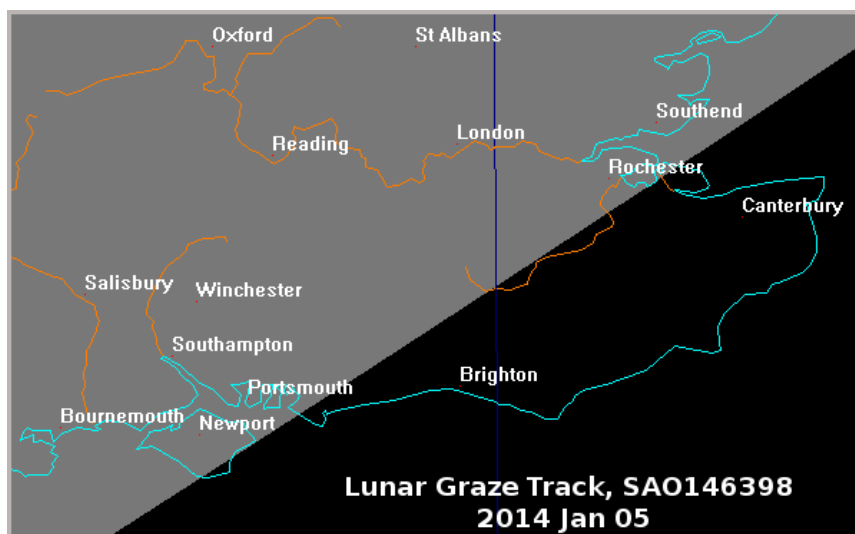 Oxford
St Albans
Southend
London
Reading
Rochester
Canterbury
Salisbury
Winchester
Southampton
Brighton
Portsmouth
Bournemouth
Newport
Lunar Graze Track, SAO146398
2014 Jan 05